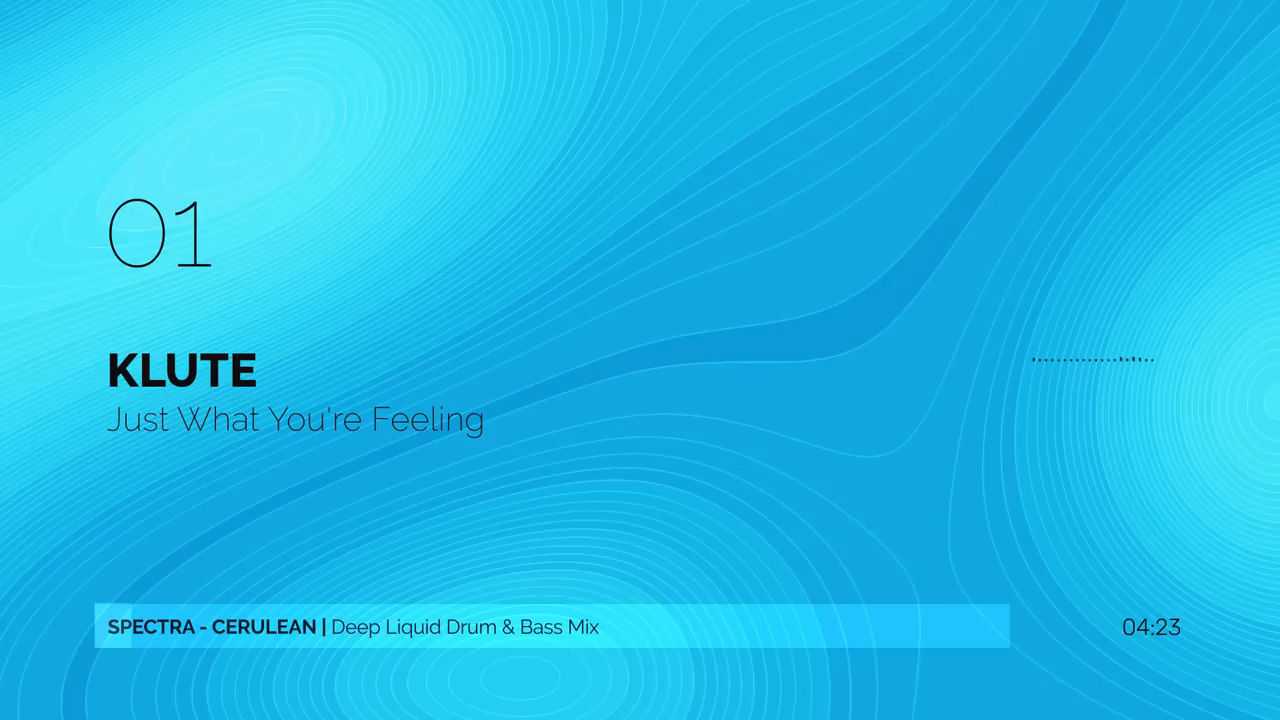 01
KLUTE
Just What You're Feeling
SPECTRA - CERULEAN | Deep Liquid Drum & Bass Mix
04:23